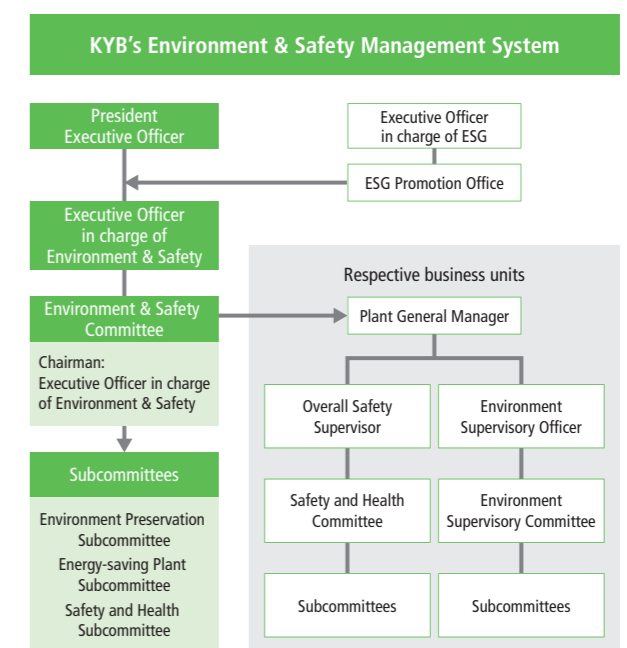 KYB's Environment & Safety Management System
President
Executive Officer
Executive Officer
in charge of ESG
ESG Promotion Office
Executive Officer
in charge of
Environment & Safety
Respective business units
Environment & Safety
Committee
Plant General Manager
Chairman:
Executive Officer in charge
of Environment & Safety
Overall Safety
Supervisor
Environment
Supervisory Officer
Subcommittees
Environment Preservation
Subcommittee
Energy-saving Plant
Subcommittee
Safety and Health
Subcommittee
Safety and Health
Committee
Environment
Supervisory Committee
Subcommittees
Subcommittees